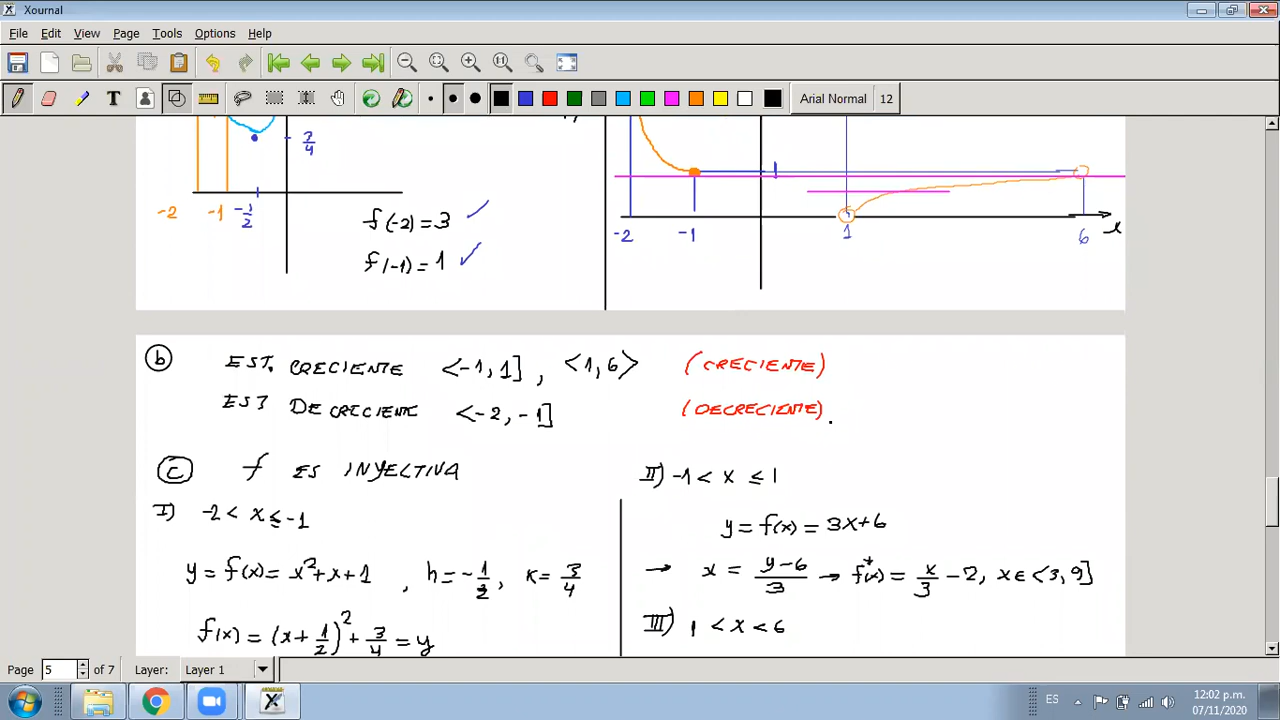 Xournal
File Edit View Page Tools Options Help
Arial Normal 12
3/4
-2 -1 -1/2
f(-2) = 3 ✓
f(-1) = 1 ✓
1
-2 -1 1 6 x
b EST. CRECIENTE <-1, 1] , <1, 6> (CRECIENTE)
EST DECRECIENTE <-2, -1] (DECRECIENTE).
c f ES INYECTIVA
I) -2 < x ≤ -1
y = f(x) = x²+x+1 , h = -1/2, K = 3/4
f(x) = (x + 1/2)² + 3/4 = y
II) -1 < x ≤ 1
y = f(x) = 3x+6
→ x = (y-6)/3 → f*(x) = x/3 - 2, x ∈ <3, 9]
III) 1 < x < 6
Page 5 of 7 Layer: Layer 1
ES 12:02 p.m.
07/11/2020